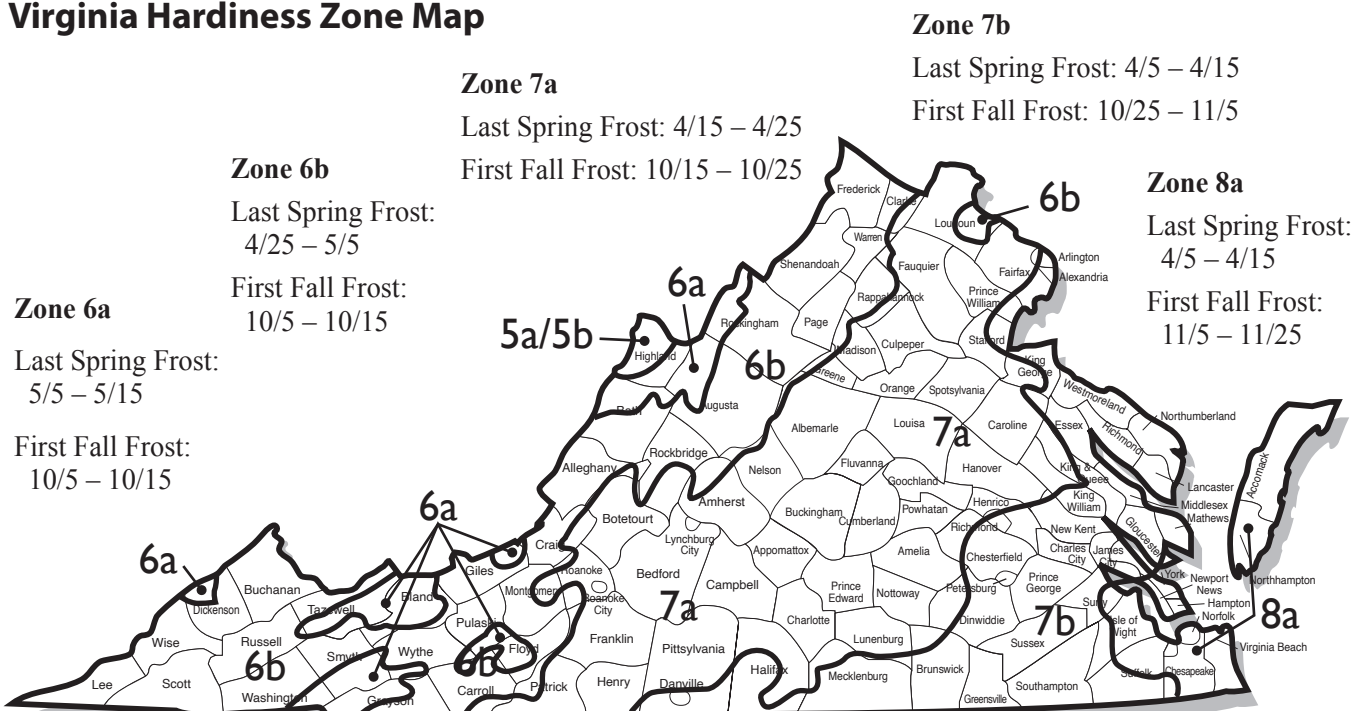 Virginia Hardiness Zone Map
Zone 7b
Last Spring Frost: 4/5 – 4/15
First Fall Frost: 10/25 – 11/5
Zone 7a
Last Spring Frost: 4/15 – 4/25
First Fall Frost: 10/15 – 10/25
Zone 6b
Last Spring Frost:
4/25 – 5/5
First Fall Frost:
10/5 – 10/15
Zone 8a
Last Spring Frost:
4/5 – 4/15
First Fall Frost:
11/5 – 11/25
Zone 6a
Last Spring Frost:
5/5 – 5/15
First Fall Frost:
10/5 – 10/15
6b
6a
5a/5b
6b
7a
6a
6a
7a
7b
8a
6b
6b
Frederick
Clarke
Loudoun
Warren
Shenandoah
Fauquier
Fairfax
Arlington
Alexandria
Rappahannock
Prince
William
Rockingham
Page
Madison
Culpeper
Stafford
Highland
Greene
King
George
Orange
Spotsylvania
Westmoreland
Bath
Augusta
Albemarle
Louisa
Caroline
Essex
Richmond
Northumberland
Alleghany
Rockbridge
Nelson
Fluvanna
Goochland
Hanover
King &
Queen
King
William
Lancaster
Middlesex
Mathews
Accomack
Botetourt
Amherst
Buckingham
Cumberland
Powhatan
Henrico
Richmond
New Kent
Gloucester
Craig
Lynchburg
City
Appomattox
Amelia
Chesterfield
Charles
City
James
City
York
Newport
News
Northhampton
Giles
Roanoke
Roanoke
City
Bedford
Campbell
Prince
Edward
Nottoway
Petersburg
Prince
George
Surry
Hampton
Norfolk
Buchanan
Dickenson
Tazewell
Bland
Montgomery
Pulaski
Charlotte
Lunenburg
Dinwiddie
Sussex
Isle of
Wight
Virginia Beach
Wise
Russell
Smyth
Wythe
Floyd
Franklin
Pittsylvania
Halifax
Mecklenburg
Brunswick
Southampton
Suffolk
Chesapeake
Lee
Scott
Washington
Grayson
Carroll
Patrick
Henry
Danville
Greensville